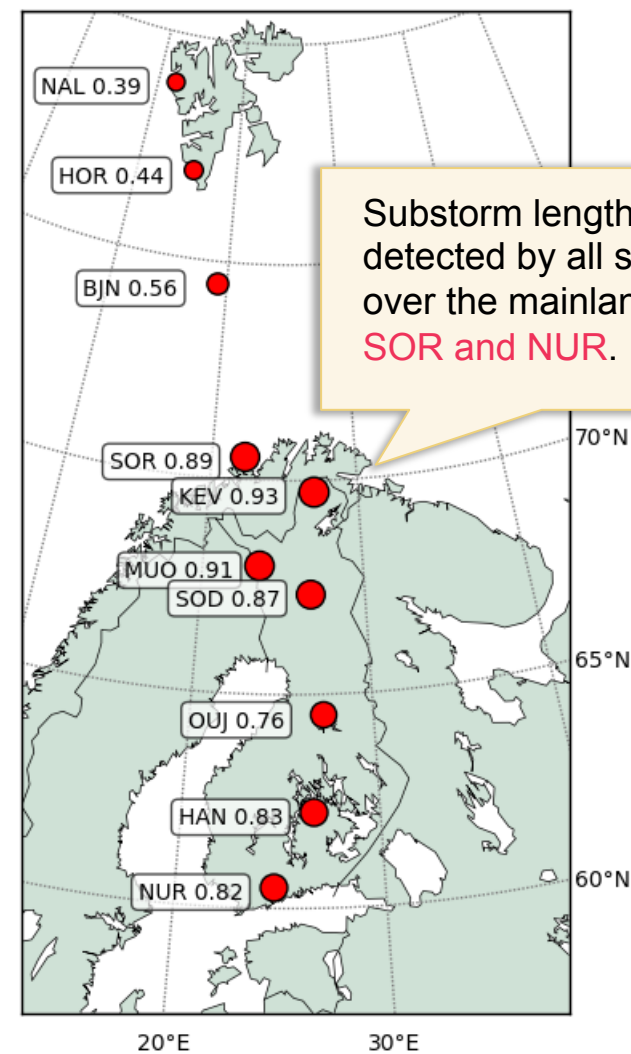 NAL 0.39
HOR 0.44
Substorm length
detected by all
over the
SOR and NUR.
BJN 0.56
70°N
SOR 0.89
KEV 0.93
MUO 0.91
SOD 0.87
65°N
OUJ 0.76
HAN 0.83
60°N
NUR 0.82
20°E
30°E